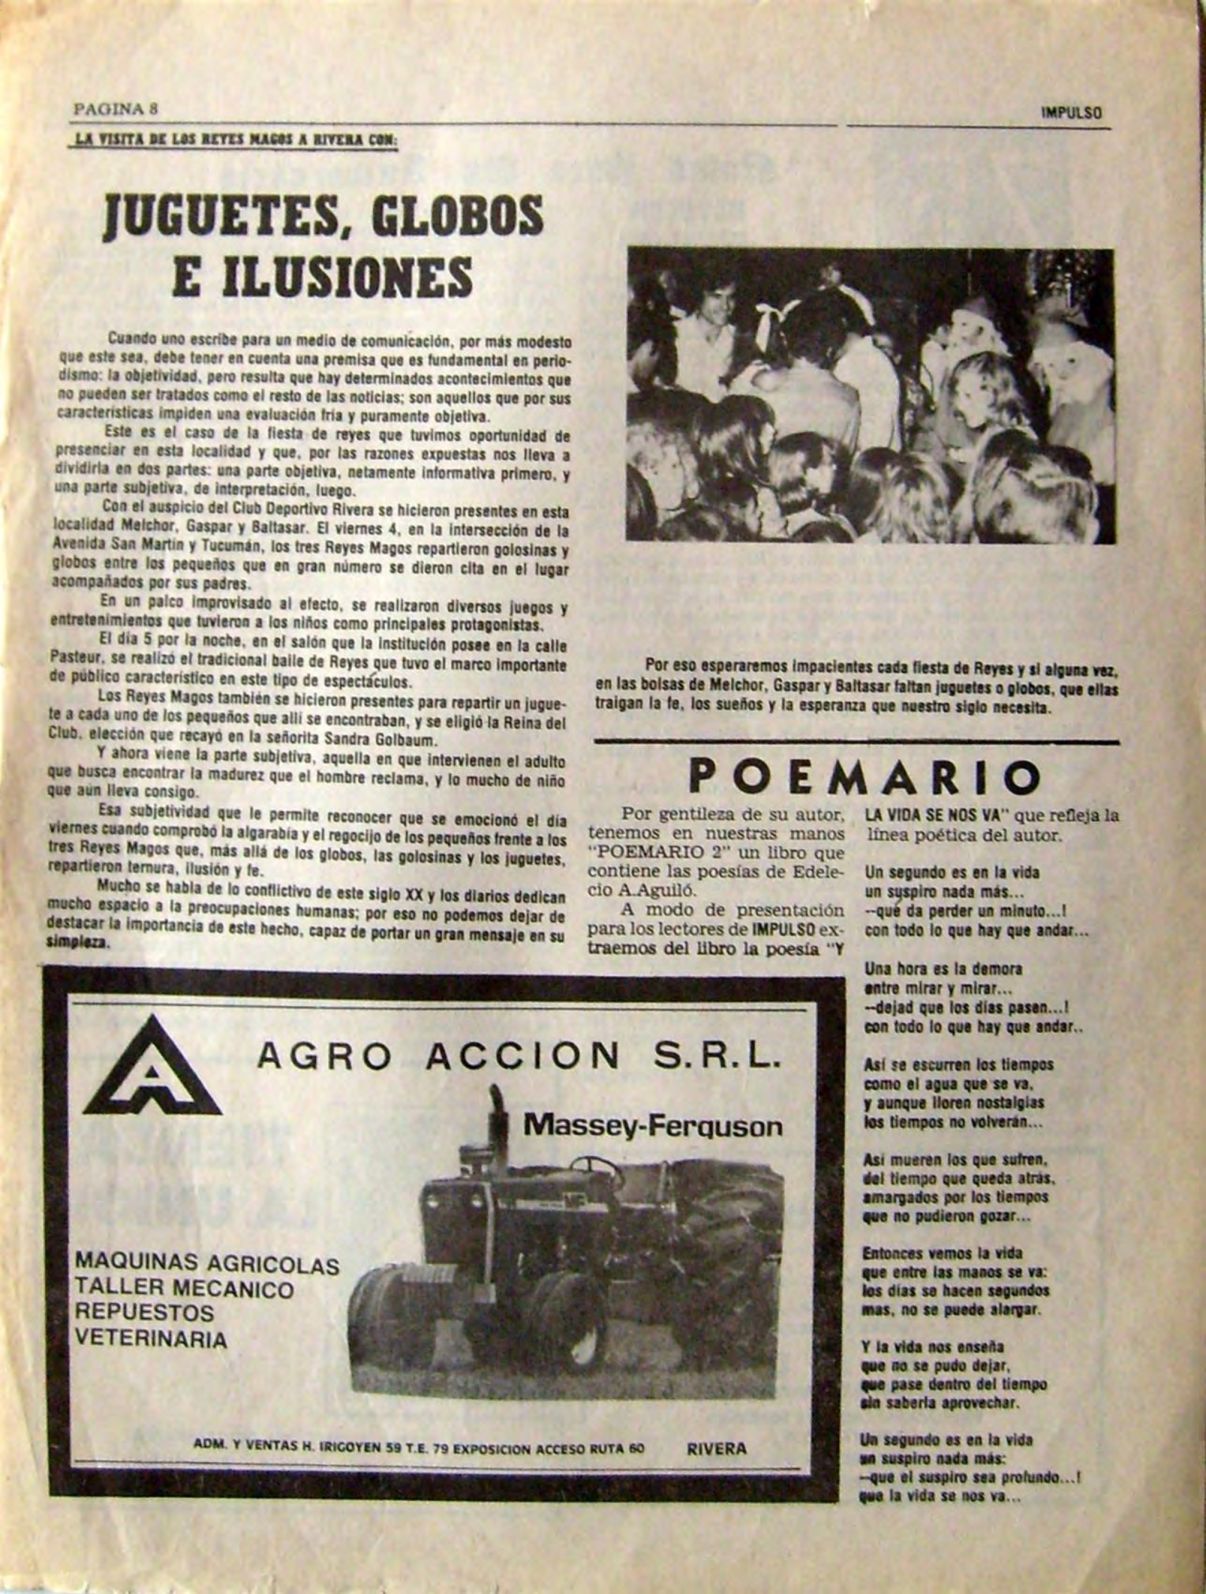 PAGINA 8
IMPULSO
LA VISITA DE LOS REYES MAGOS A RIVERA CON:
JUGUETES, GLOBOS
E ILUSIONES
Cuando uno escribe para un medio de comunicación, por más modesto
que este sea, debe tener en cuenta una premisa que es fundamental en perio-
dismo: la objetividad, pero resulta que hay determinados acontecimientos que
no pueden ser tratados como el resto de las noticias; son aquellos que por sus
características impiden una evaluación fría y puramente objetiva.
Este es el caso de la fiesta de reyes que tuvimos oportunidad de
presenciar en esta localidad y que, por las razones expuestas nos lleva a
dividirla en dos partes: una parte objetiva, netamente informativa primero, y
una parte subjetiva, de interpretación, luego.
Con el auspicio del Club Deportivo Rivera se hicieron presentes en esta
localidad Melchor, Gaspar y Baltasar. El viernes 4, en la intersección de la
Avenida San Martín y Tucumán, los tres Reyes Magos repartieron golosinas y
globos entre los pequeños que en gran número se dieron cita en el lugar
acompañados por sus padres.
En un palco improvisado al efecto, se realizaron diversos juegos y
entretenimientos que tuvieron a los niños como principales protagonistas.
El día 5 por la noche, en el salón que la institución posee en la calle
Pasteur, se realizó el tradicional baile de Reyes que tuvo el marco importante
de público característico en este tipo de espectáculos.
Los Reyes Magos también se hicieron presentes para repartir un jugue-
te a cada uno de los pequeños que allí se encontraban, y se eligió la Reina del
Club, elección que recayó en la señorita Sandra Golbaum.
Y ahora viene la parte subjetiva, aquella en que intervienen el adulto
que busca encontrar la madurez que el hombre reclama, y lo mucho de niño
que aun lleva consigo.
Esa subjetividad que le permite reconocer que se emocionó el día
viernes cuando comprobó la algarabía y el regocijo de los pequeños frente a los
tres Reyes Magos que, más allá de los globos, las golosinas y los juguetes,
repartieron ternura, ilusión y fe.
Mucho se habla de lo conflictivo de este siglo XX y los diarios dedican
mucho espacio a la preocupaciones humanas; por eso no podemos dejar de
destacar la importancia de este hecho, capaz de portar un gran mensaje en su
simpleza.
Por eso esperaremos impacientes cada fiesta de Reyes y si alguna vez,
en las bolsas de Melchor, Gaspar y Baltasar faltan juguetes o globos, que ellas
traigan la fe, los sueños y la esperanza que nuestro siglo necesita.
POEMARIO
Por gentileza de su autor,
tenemos en nuestras manos
"POEMARIO 2" un libro que
contiene las poesías de Edele-
cio A.Aguiló.
A modo de presentación
para los lectores de IMPULSO ex-
traemos del libro la poesía "Y
LA VIDA SE NOS VA" que refleja la
línea poética del autor.
Un segundo es en la vida
un suspiro nada más...
--qué da perder un minuto...!
con todo lo que hay que andar...
Una hora es la demora
entre mirar y mirar...
--dejad que los días pasen...!
con todo lo que hay que andar..
Así se escurren los tiempos
como el agua que se va,
y aunque lloren nostalgias
los tiempos no volverán...
Así mueren los que sufren,
del tiempo que queda atrás,
amargados por los tiempos
que no pudieron gozar...
Entonces vemos la vida
que entre las manos se va:
los días se hacen segundos
mas, no se puede alargar.
Y la vida nos enseña
que no se pudo dejar,
que pase dentro del tiempo
sin saberla aprovechar.
Un segundo es en la vida
un suspiro nada más:
--que el suspiro sea profundo...!
que la vida se nos va...
AGRO ACCION S.R.L.
Massey-Ferguson
MF
MAQUINAS AGRICOLAS
TALLER MECANICO
REPUESTOS
VETERINARIA
ADM. Y VENTAS H. IRIGOYEN 59 T.E. 79 EXPOSICION ACCESO RUTA 60 RIVERA